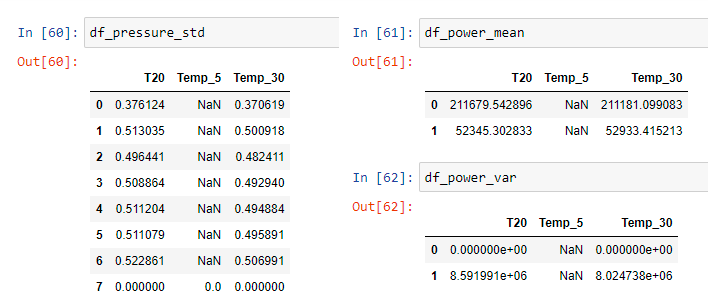 In [60]: df_pressure_std
Out[60]:
T20 Temp_5 Temp_30
0 0.376124 NaN 0.370619
1 0.513035 NaN 0.500918
2 0.496441 NaN 0.482411
3 0.508864 NaN 0.492940
4 0.511204 NaN 0.494884
5 0.511079 NaN 0.495891
6 0.522861 NaN 0.506991
7 0.000000 0.0 0.000000
In [61]: df_power_mean
Out[61]:
T20 Temp_5 Temp_30
0 211679.542896 NaN 211181.099083
1 52345.302833 NaN 52933.415213
In [62]: df_power_var
Out[62]:
T20 Temp_5 Temp_30
0 0.000000e+00 NaN 0.000000e+00
1 8.591991e+06 NaN 8.024738e+06